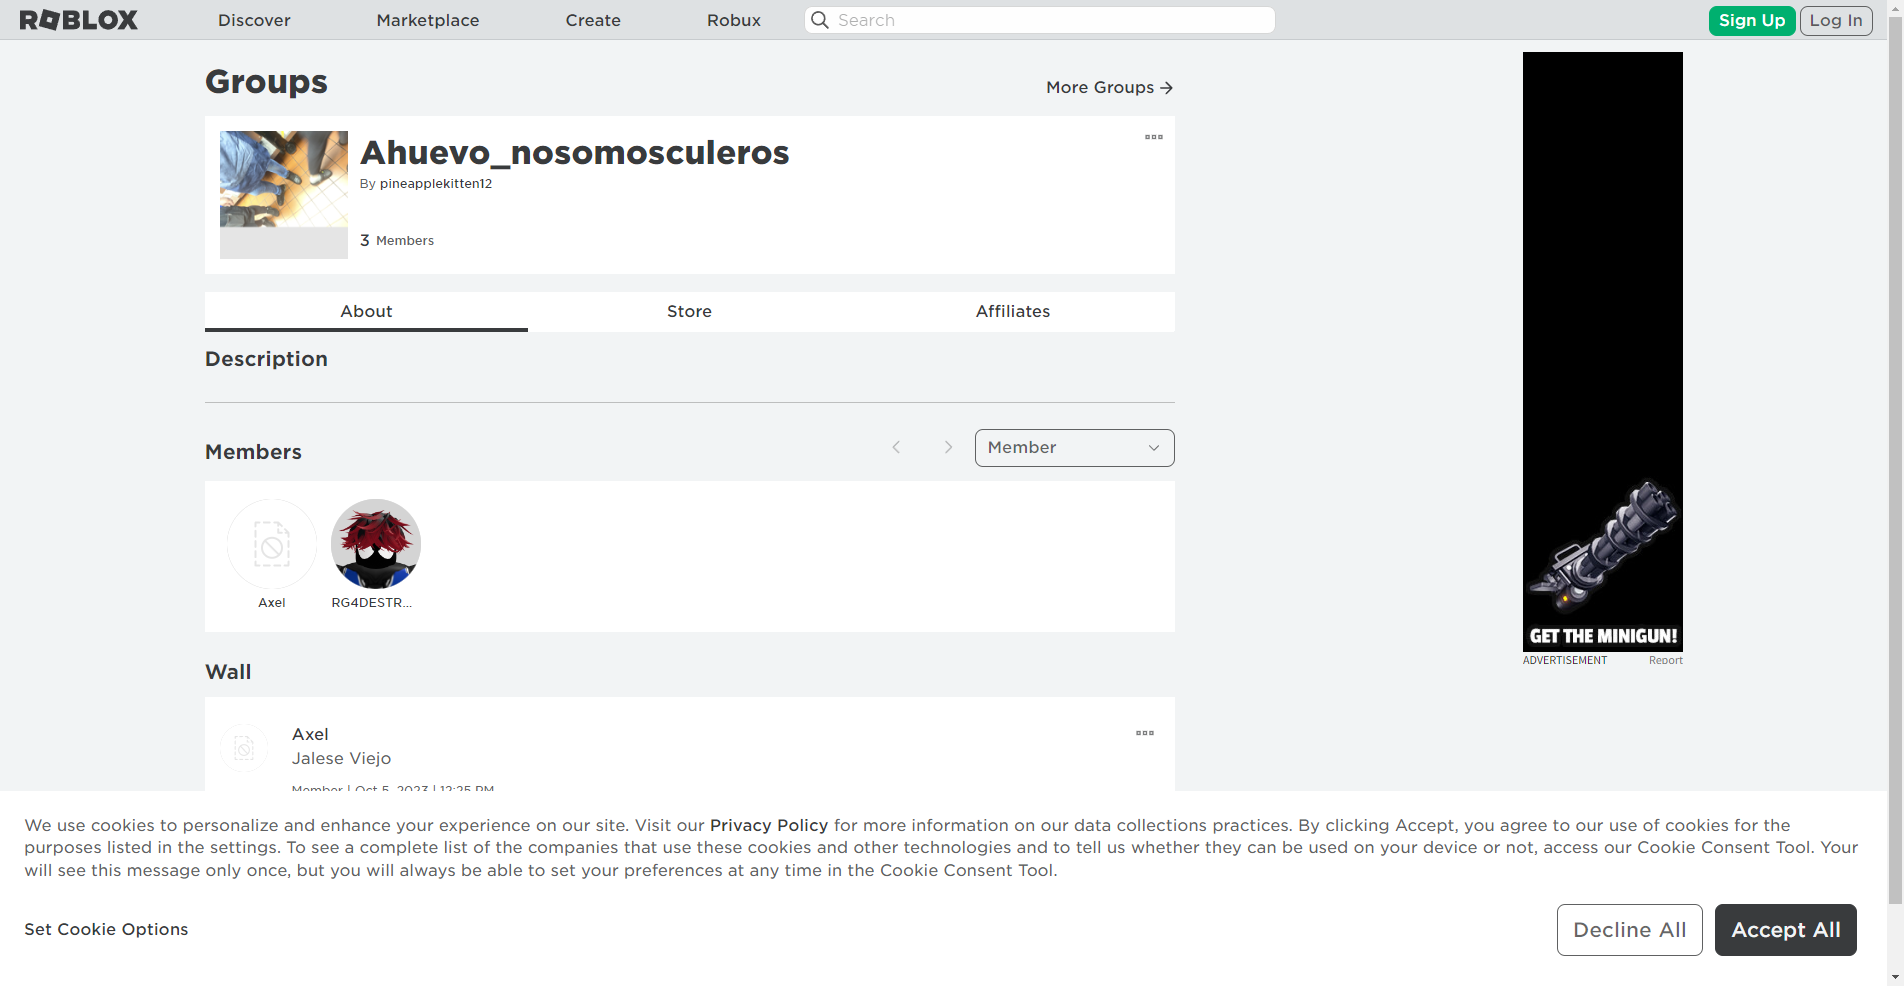 ROBLOX
Discover
Marketplace
Create
Robux
Search
Sign Up
Log In
Groups
More Groups
Ahuevo_nosomosculeros
By pineapplekitten12
3 Members
About
Store
Affiliates
Description
Members
Member
Axel
RG4DESTR...
Wall
Axel
Jalese Viejo
Member | Oct 5, 2023 | 12:25 PM
GET THE MINIGUN!
ADVERTISEMENT
Report
We use cookies to personalize and enhance your experience on our site. Visit our Privacy Policy for more information on our data collections practices. By clicking Accept, you agree to our use of cookies for the
purposes listed in the settings. To see a complete list of the companies that use these cookies and other technologies and to tell us whether they can be used on your device or not, access our Cookie Consent Tool. Your
will see this message only once, but you will always be able to set your preferences at any time in the Cookie Consent Tool.
Set Cookie Options
Decline All
Accept All